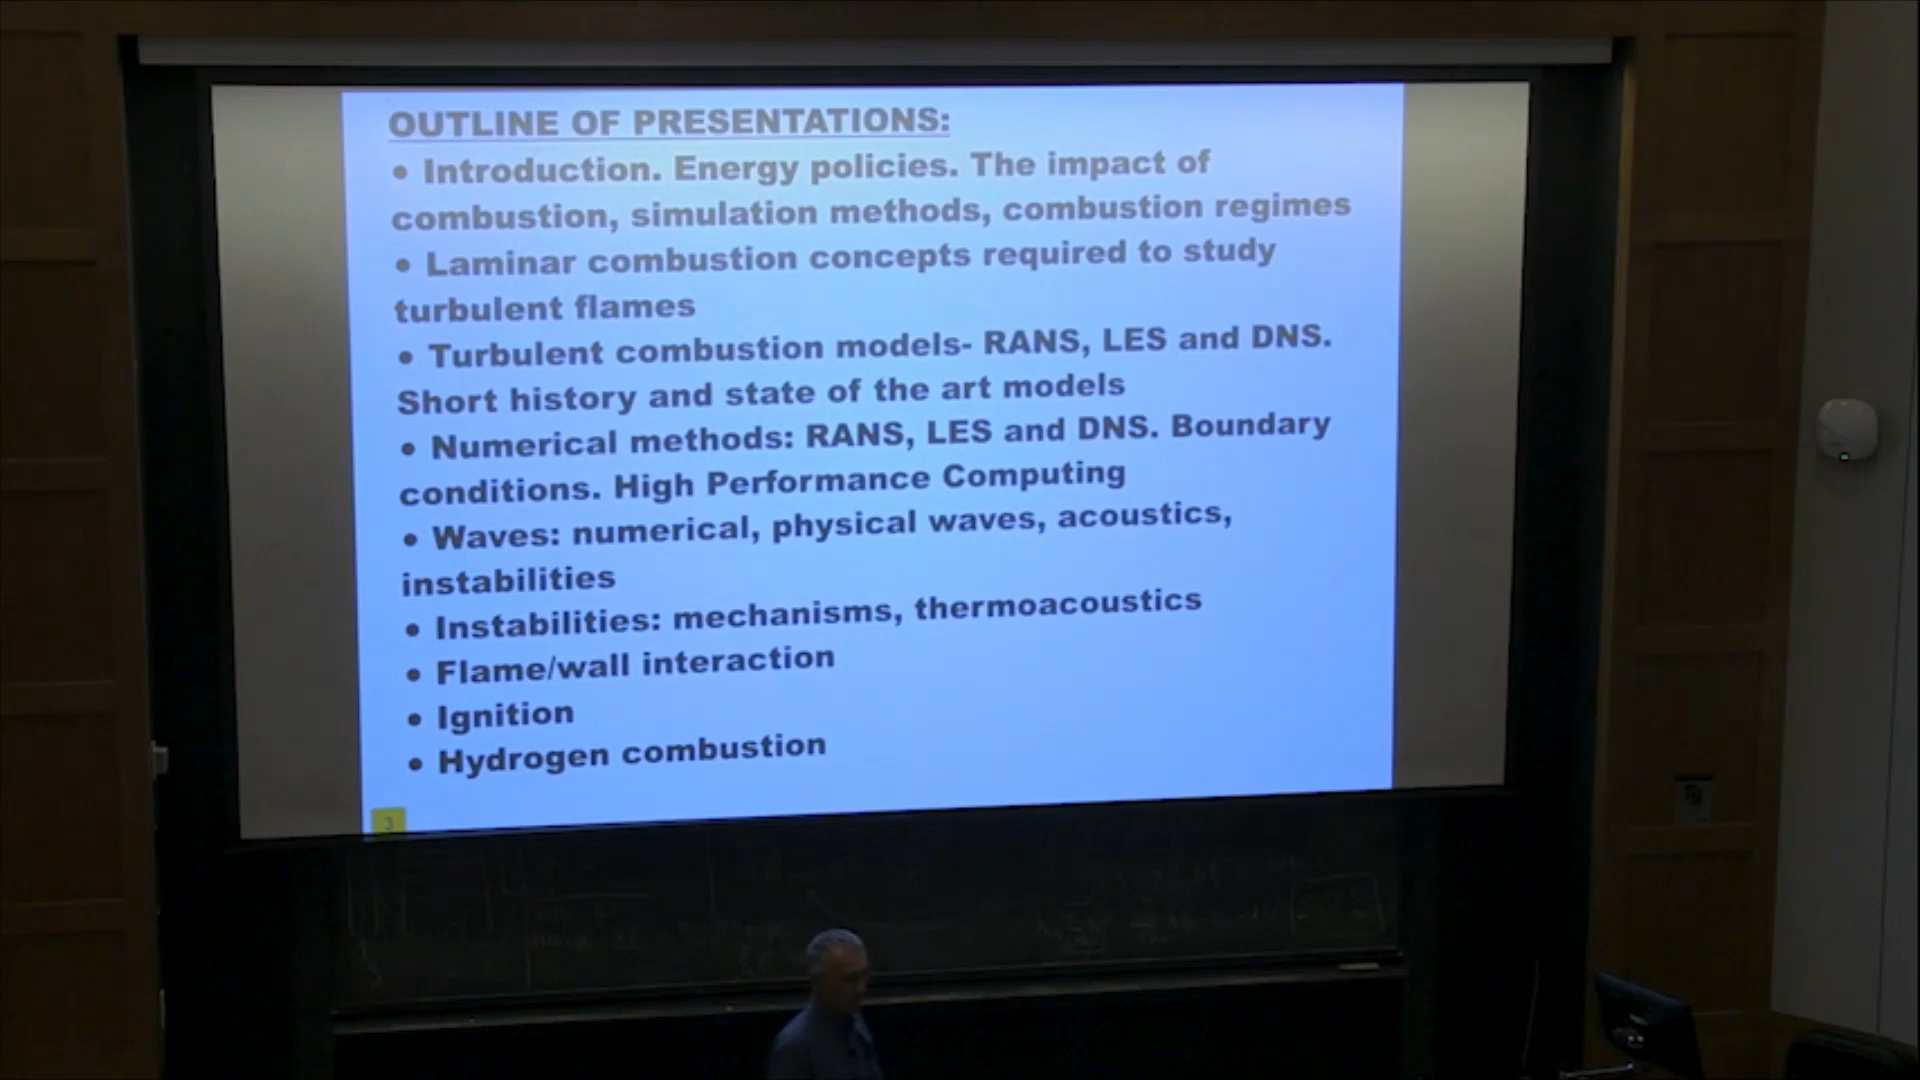 OUTLINE OF PRESENTATIONS:
• Introduction. Energy policies. The impact of
combustion, simulation methods, combustion regimes
• Laminar combustion concepts required to study
turbulent flames
• Turbulent combustion models- RANS, LES and DNS.
Short history and state of the art models
• Numerical methods: RANS, LES and DNS. Boundary
conditions. High Performance Computing
• Waves: numerical, physical waves, acoustics,
instabilities
• Instabilities: mechanisms, thermoacoustics
• Flame/wall interaction
• Ignition
• Hydrogen combustion
3